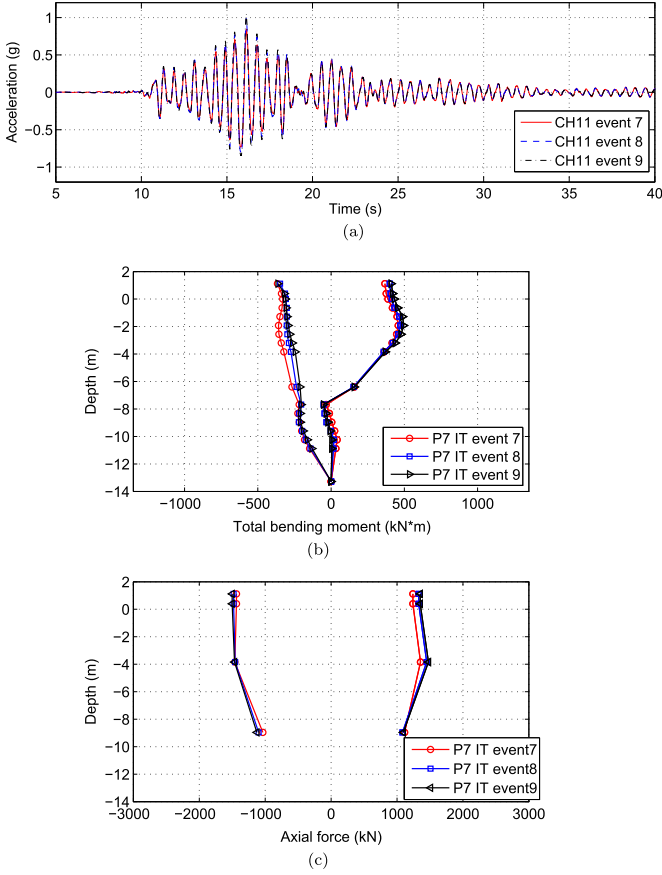 1
0.5
0
−0.5
−1
Acceleration (g)
5 10 15 20 25 30 35 40
Time (s)
CH11 event 7
CH11 event 8
CH11 event 9
(a)
2
0
−2
−4
−6
−8
−10
−12
−14
Depth (m)
−1000 −500 0 500 1000
Total bending moment (kN*m)
P7 IT event 7
P7 IT event 8
P7 IT event 9
(b)
2
0
−2
−4
−6
−8
−10
−12
−14
Depth (m)
−3000 −2000 −1000 0 1000 2000 3000
Axial force (kN)
P7 IT event7
P7 IT event8
P7 IT event9
(c)